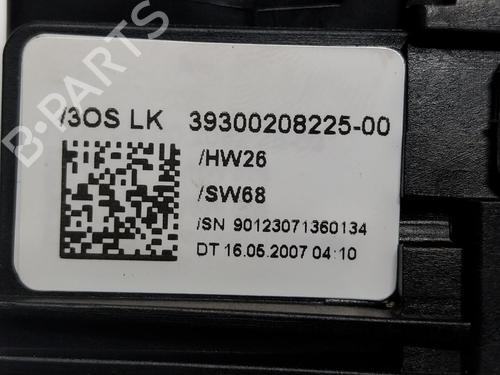 B-PARTS
/3OS LK 39300208225-00
/HW26
/SW68
/SN 90123071360134
DT 16.05.2007 04:10